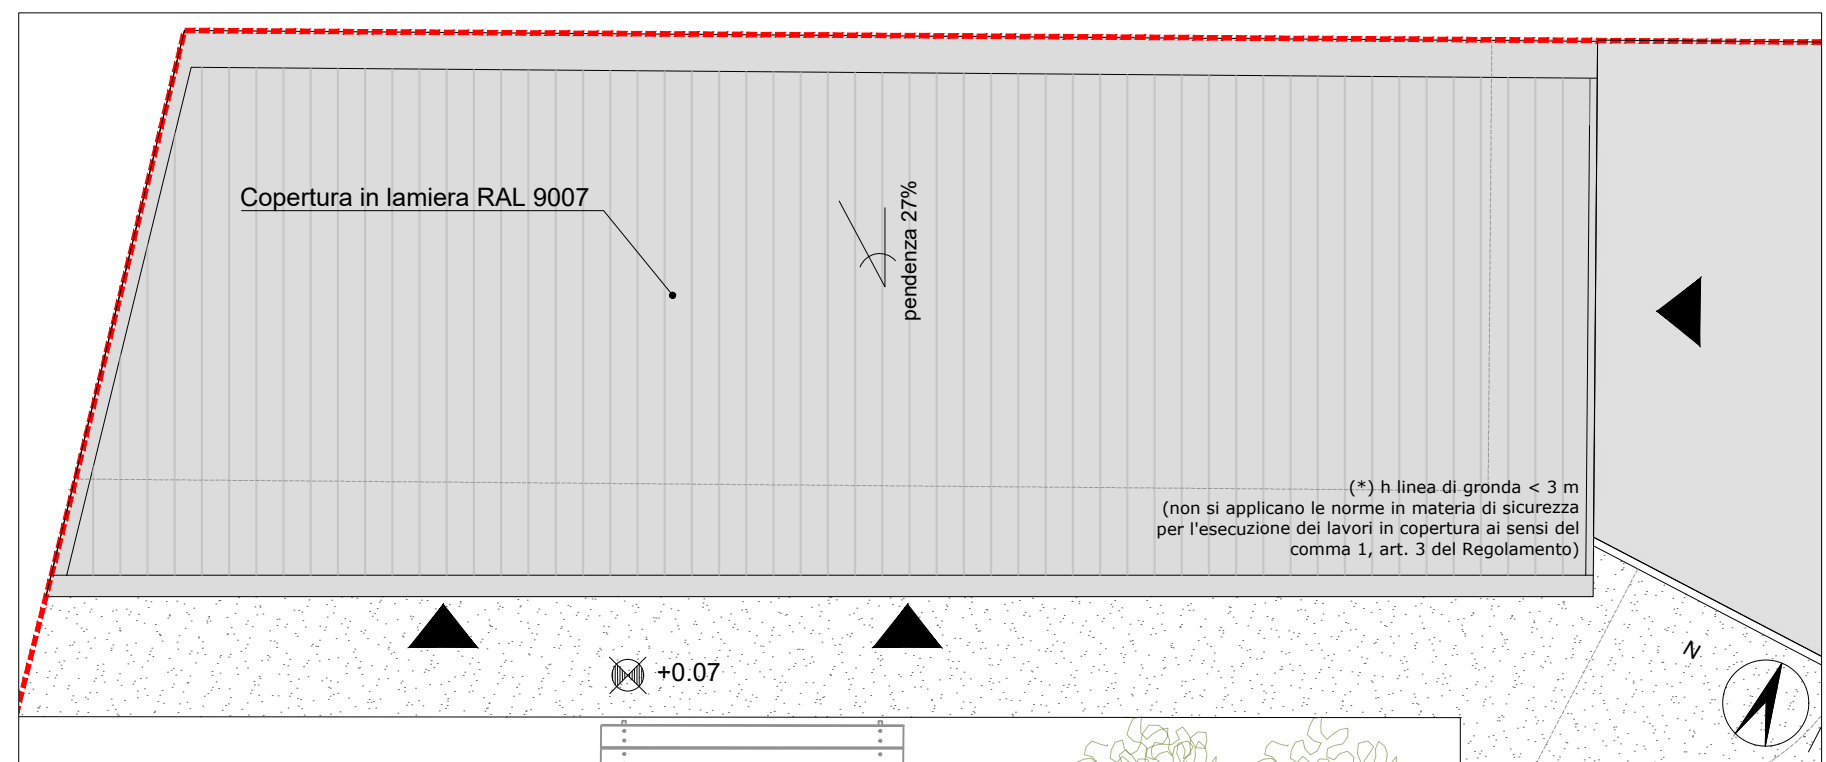 Copertura in lamiera RAL 9007
pendenza 27%
(*) h linea di gronda < 3 m
(non si applicano le norme in materia di sicurezza
per l'esecuzione dei lavori in copertura ai sensi del
comma 1, art. 3 del Regolamento)
+0.07
N